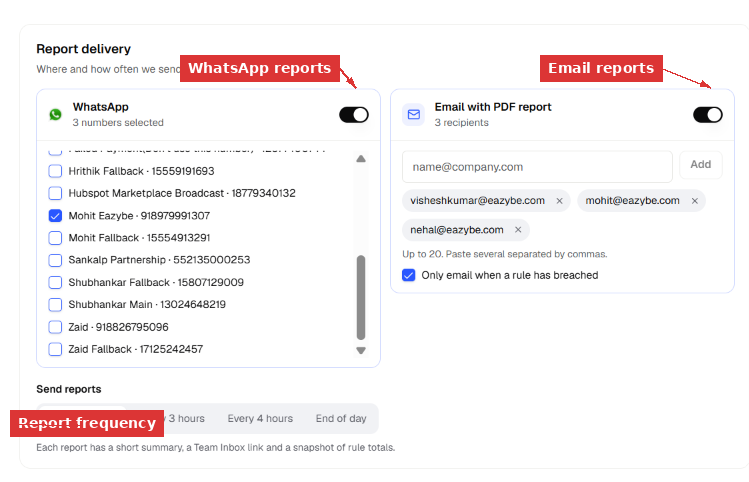 Report delivery
Where and how often we send
WhatsApp reports
Email reports
WhatsApp
3 numbers selected
Hrithik Fallback · 15559191693
Hubspot Marketplace Broadcast · 18779340132
Mohit Eazybe · 918979991307
Mohit Fallback · 15554913291
Sankalp Partnership · 552135000253
Shubhankar Fallback · 15807129009
Shubhankar Main · 13024648219
Zaid · 918826795096
Zaid Fallback · 17125242457
Email with PDF report
3 recipients
name@company.com
Add
visheshkumar@eazybe.com ×
mohit@eazybe.com ×
nehal@eazybe.com ×
Up to 20. Paste several separated by commas.
Only email when a rule has breached
Send reports
Report frequency
3 hours
Every 4 hours
End of day
Each report has a short summary, a Team Inbox link and a snapshot of rule totals.